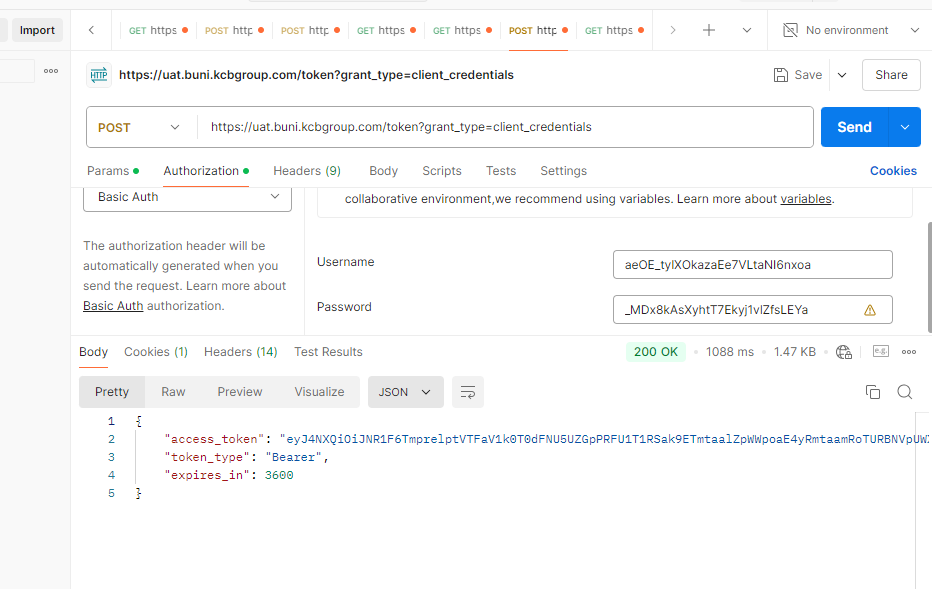 Import
GET https
POST http
POST http
GET https
GET https
POST http
GET https
No environment
HTTP
https://uat.buni.kcbgroup.com/token?grant_type=client_credentials
Save
Share
POST
https://uat.buni.kcbgroup.com/token?grant_type=client_credentials
Send
Params
Authorization
Headers (9)
Body
Scripts
Tests
Settings
Cookies
Basic Auth
The authorization header will be
automatically generated when you
send the request. Learn more about
Basic Auth authorization.
collaborative environment,we recommend using variables. Learn more about variables.
Username
aeOE_tylXOkazaEe7VLtaNI6nxoa
Password
_MDx8kAsXyhtT7Ekyj1vIZfsLEYa
Body
Cookies (1)
Headers (14)
Test Results
200 OK
1088 ms
1.47 KB
e.g.
Pretty
Raw
Preview
Visualize
JSON
1 {
2 "access_token": "eyJ4NXQiOiJNR1F6TmprelptVTFaV1k0T0dFNU5UZGpPRFU1T1RSak9ETmtaalZpWWpoaE4yRmtaamRoTURBNVpUWZ
3 "token_type": "Bearer",
4 "expires_in": 3600
5 }